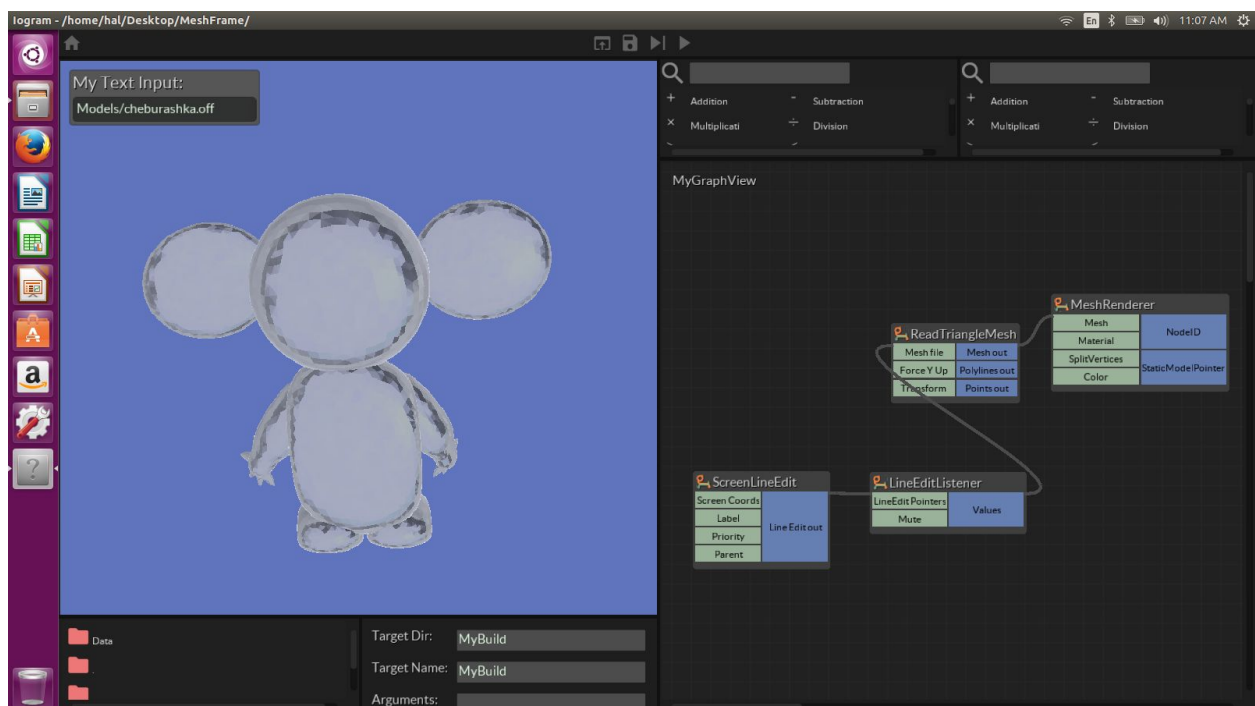 Iogram - /home/hal/Desktop/MeshFrame/
En 11:07 AM
My Text Input:
Models/cheburashka.off
+ Addition - Subtraction
× Multiplicati ÷ Division
+ Addition - Subtraction
× Multiplicati ÷ Division
MyGraphView
MeshRenderer
Mesh
Material
SplitVertices
Color
NodeID
StaticModelPointer
ReadTriangleMesh
Mesh file Mesh out
Force Y Up Polylines out
Transform Points out
ScreenLineEdit
Screen Coords
Label
Priority
Parent
Line Edit out
LineEditListener
LineEdit Pointers
Mute
Values
Data
.
Target Dir: MyBuild
Target Name: MyBuild
Arguments: